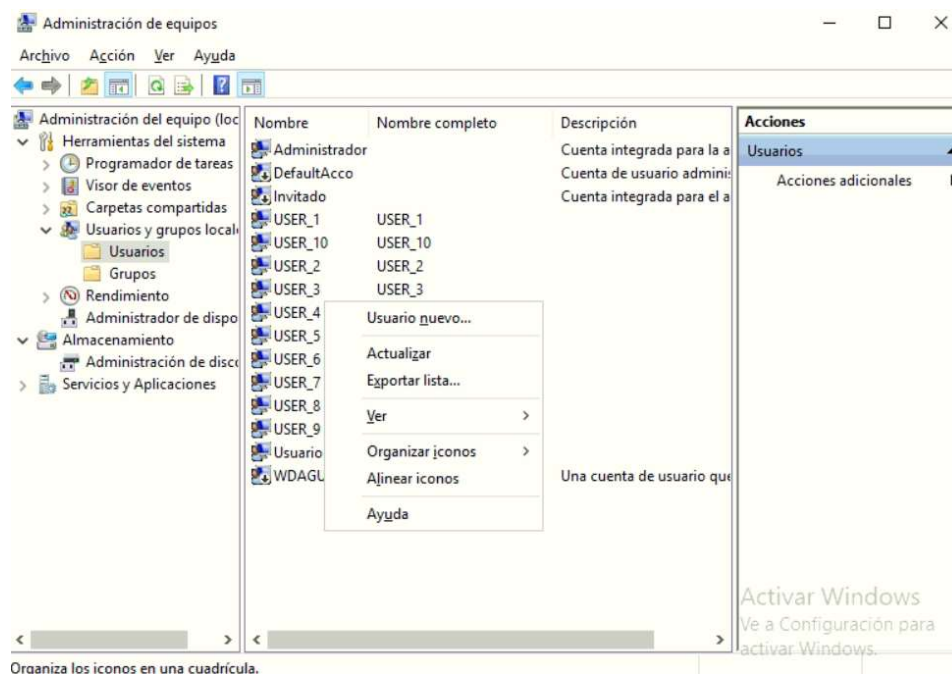 Administración de equipos
Archivo Acción Ver Ayuda
Administración del equipo (loc
Herramientas del sistema
Programador de tareas
Visor de eventos
Carpetas compartidas
Usuarios y grupos locale
Usuarios
Grupos
Rendimiento
Administrador de dispo
Almacenamiento
Administración de disco
Servicios y Aplicaciones
Nombre Nombre completo Descripción
Administrador Cuenta integrada para la a
DefaultAcco Cuenta de usuario adminis
Invitado Cuenta integrada para el a
USER_1 USER_1
USER_10 USER_10
USER_2 USER_2
USER_3 USER_3
USER_4
USER_5
USER_6
USER_7
USER_8
USER_9
Usuario
WDAGU Una cuenta de usuario que
Usuario nuevo...
Actualizar
Exportar lista...
Ver
Organizar iconos
Alinear iconos
Ayuda
Acciones
Usuarios
Acciones adicionales
Activar Windows
Ve a Configuración para
activar Windows.
Organiza los iconos en una cuadrícula.